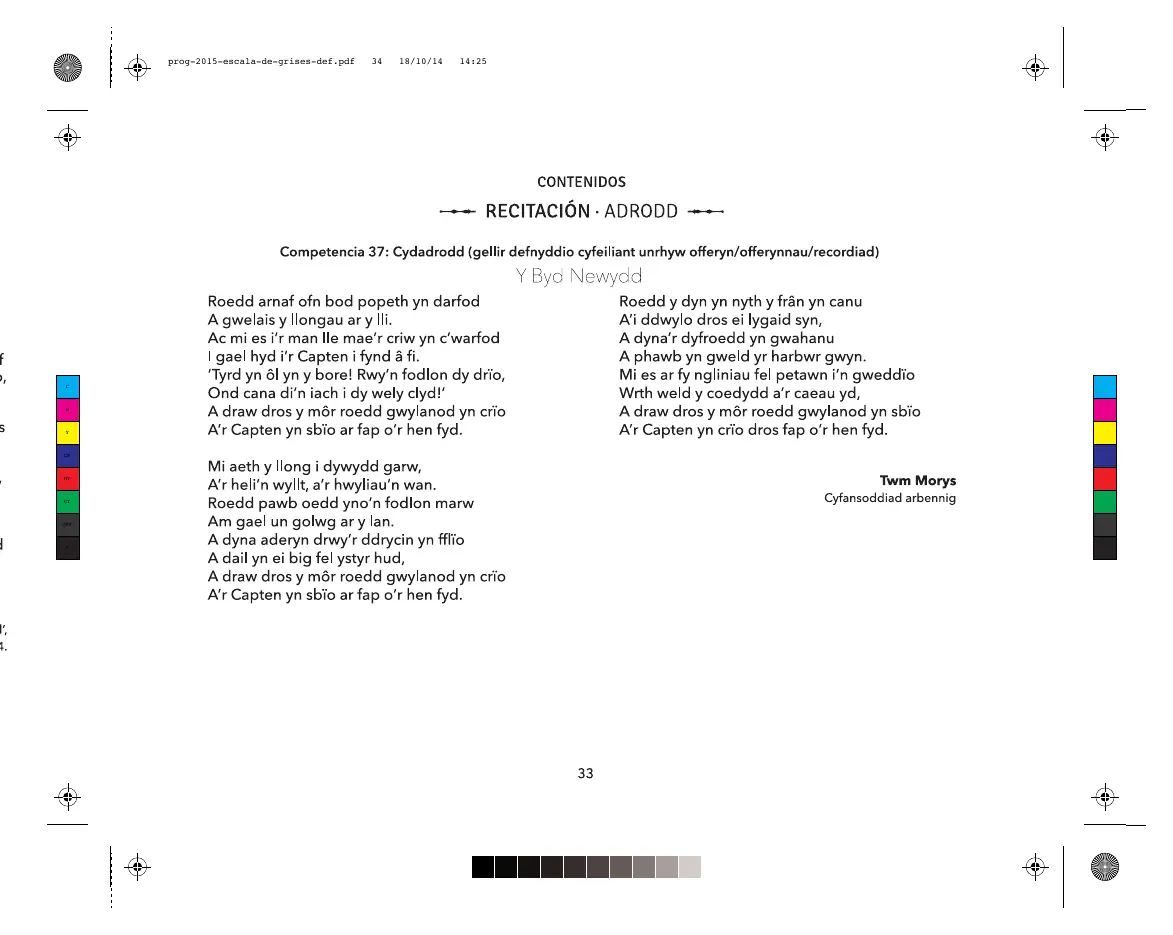 prog-2015-escala-de-grises-def.pdf 34 18/10/14 14:25
CONTENIDOS
RECITACIÓN · ADRODD
Competencia 37: Cydadrodd (gellir defnyddio cyfeiliant unrhyw offeryn/offerynnau/recordiad)
Y Byd Newydd
Roedd arnaf ofn bod popeth yn darfod
A gwelais y llongau ar y lli.
Ac mi es i’r man lle mae’r criw yn c’warfod
I gael hyd i’r Capten i fynd â fi.
‘Tyrd yn ôl yn y bore! Rwy’n fodlon dy drïo,
Ond cana di’n iach i dy wely clyd!’
A draw dros y môr roedd gwylanod yn crïo
A’r Capten yn sbïo ar fap o’r hen fyd.
Mi aeth y llong i dywydd garw,
A’r heli’n wyllt, a’r hwyliau’n wan.
Roedd pawb oedd yno’n fodlon marw
Am gael un golwg ar y lan.
A dyna aderyn drwy’r ddrycin yn fflïo
A dail yn ei big fel ystyr hud,
A draw dros y môr roedd gwylanod yn crïo
A’r Capten yn sbïo ar fap o’r hen fyd.
Roedd y dyn yn nyth y frân yn canu
A’i ddwylo dros ei lygaid syn,
A dyna’r dyfroedd yn gwahanu
A phawb yn gweld yr harbwr gwyn.
Mi es ar fy ngliniau fel petawn i’n gweddïo
Wrth weld y coedydd a’r caeau yd,
A draw dros y môr roedd gwylanod yn sbïo
A’r Capten yn crïo dros fap o’r hen fyd.
Twm Morys
Cyfansoddiad arbennig
33